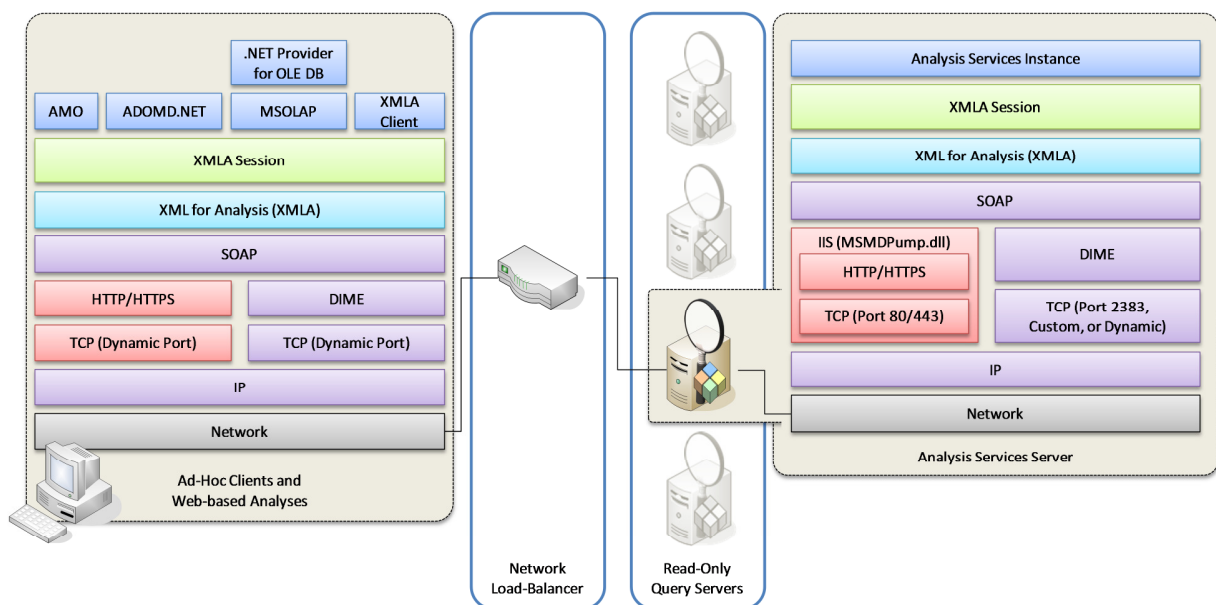 .NET Provider
for OLE DB
AMO
ADOMD.NET
MSOLAP
XMLA
Client
XMLA Session
XML for Analysis (XMLA)
SOAP
HTTP/HTTPS
DIME
TCP (Dynamic Port)
TCP (Dynamic Port)
IP
Network
Ad-Hoc Clients and
Web-based Analyses
Network
Load-Balancer
Read-Only
Query Servers
Analysis Services Instance
XMLA Session
XML for Analysis (XMLA)
SOAP
IIS (MSMDPump.dll)
HTTP/HTTPS
TCP (Port 80/443)
DIME
TCP (Port 2383,
Custom, or Dynamic)
IP
Network
Analysis Services Server